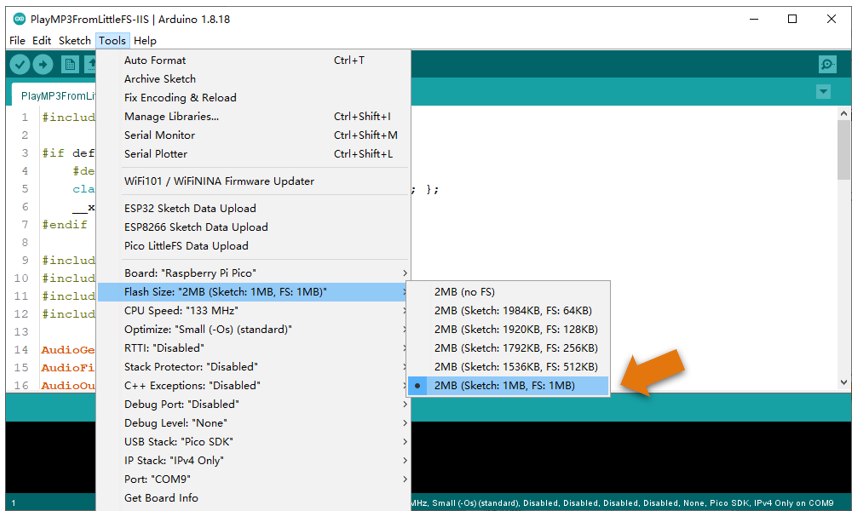 PlayMP3FromLittleFS-IIS | Arduino 1.8.18
File Edit Sketch Tools Help
PlayMP3FromLi
Auto Format Ctrl+T
Archive Sketch
Fix Encoding & Reload
Manage Libraries... Ctrl+Shift+I
Serial Monitor Ctrl+Shift+M
Serial Plotter Ctrl+Shift+L
WiFi101 / WiFiNINA Firmware Updater
ESP32 Sketch Data Upload
ESP8266 Sketch Data Upload
Pico LittleFS Data Upload
Board: "Raspberry Pi Pico"
Flash Size: "2MB (Sketch: 1MB, FS: 1MB)"
CPU Speed: "133 MHz"
Optimize: "Small (-Os) (standard)"
RTTI: "Disabled"
Stack Protector: "Disabled"
C++ Exceptions: "Disabled"
Debug Port: "Disabled"
Debug Level: "None"
USB Stack: "Pico SDK"
IP Stack: "IPv4 Only"
Port: "COM9"
Get Board Info
2MB (no FS)
2MB (Sketch: 1984KB, FS: 64KB)
2MB (Sketch: 1920KB, FS: 128KB)
2MB (Sketch: 1792KB, FS: 256KB)
2MB (Sketch: 1536KB, FS: 512KB)
2MB (Sketch: 1MB, FS: 1MB)
1 #includ
2
3 #if def
4 #de
5 cla ; };
6 __x
7 #endif
8
9 #includ
10 #includ
11 #includ
12 #includ
13
14 AudioGe
15 AudioFi
16 AudioOu
1 MHz, Small (-Os) (standard), Disabled, Disabled, Disabled, Disabled, None, Pico SDK, IPv4 Only on COM9